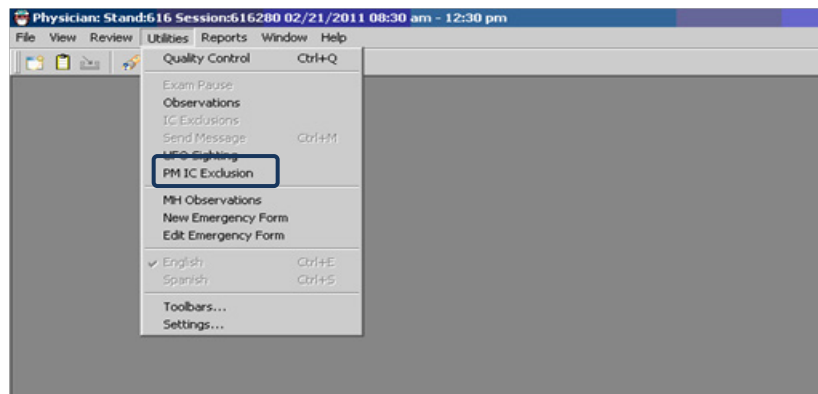 Physician: Stand:616 Session:616280 02/21/2011 08:30 am - 12:30 pm
File View Review Utilities Reports Window Help
Quality Control Ctrl+Q
Exam Pause
Observations
IC Exclusions
Send Message Ctrl+M
UFO Sighting
PM IC Exclusion
MH Observations
New Emergency Form
Edit Emergency Form
English Ctrl+E
Spanish Ctrl+S
Toolbars...
Settings...